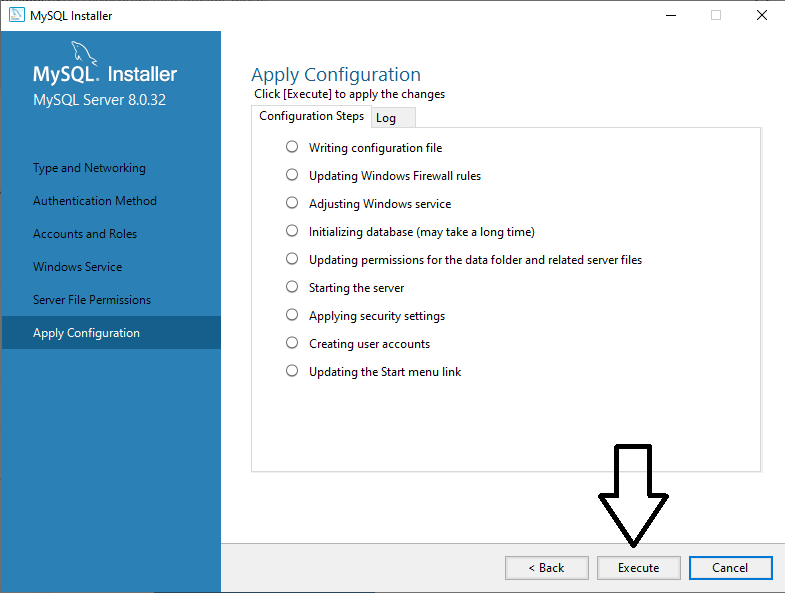 MySQL Installer
MySQL. Installer
MySQL Server 8.0.32
Type and Networking
Authentication Method
Accounts and Roles
Windows Service
Server File Permissions
Apply Configuration
Apply Configuration
Click [Execute] to apply the changes
Configuration Steps Log
Writing configuration file
Updating Windows Firewall rules
Adjusting Windows service
Initializing database (may take a long time)
Updating permissions for the data folder and related server files
Starting the server
Applying security settings
Creating user accounts
Updating the Start menu link
< Back Execute Cancel